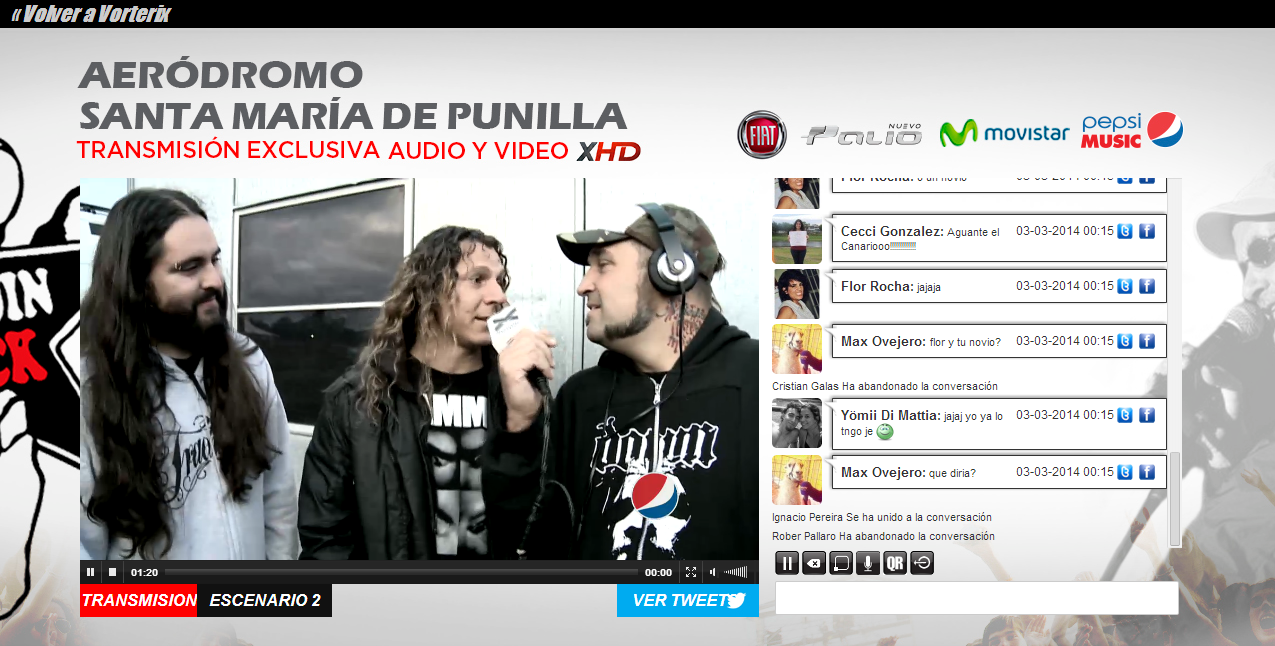 « Volver a Vorterix
AERÓDROMO
SANTA MARÍA DE PUNILLA
TRANSMISIÓN EXCLUSIVA AUDIO Y VIDEO XHD
FIAT
NUEVO
Palio
movistar
pepsi
MUSIC
Flor Rocha: o un novio 03-03-2014 00:15
Cecci Gonzalez: Aguante el 03-03-2014 00:15
Canariooo
Flor Rocha: jajaja 03-03-2014 00:15
Max Ovejero: flor y tu novio? 03-03-2014 00:15
Cristian Galas Ha abandonado la conversación
Yömii Di Mattia: jajaj yo ya lo 03-03-2014 00:15
tngo je
Max Ovejero: que diria? 03-03-2014 00:15
Ignacio Pereira Se ha unido a la conversación
Rober Pallaro Ha abandonado la conversación
QR
01:20
00:00
TRANSMISION
ESCENARIO 2
VER TWEET